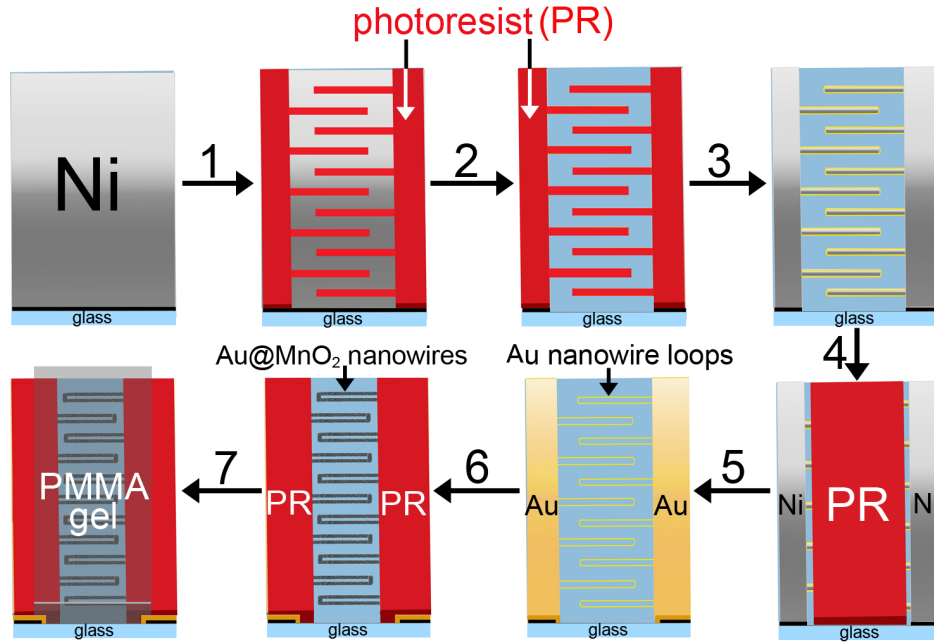 photoresist (PR)
Ni
glass
1
glass
2
glass
3
glass
4
Ni
PR
N
glass
5
Au nanowire loops
Au
Au
glass
6
Au@MnO₂ nanowires
PR
PR
glass
7
PMMA
gel
glass